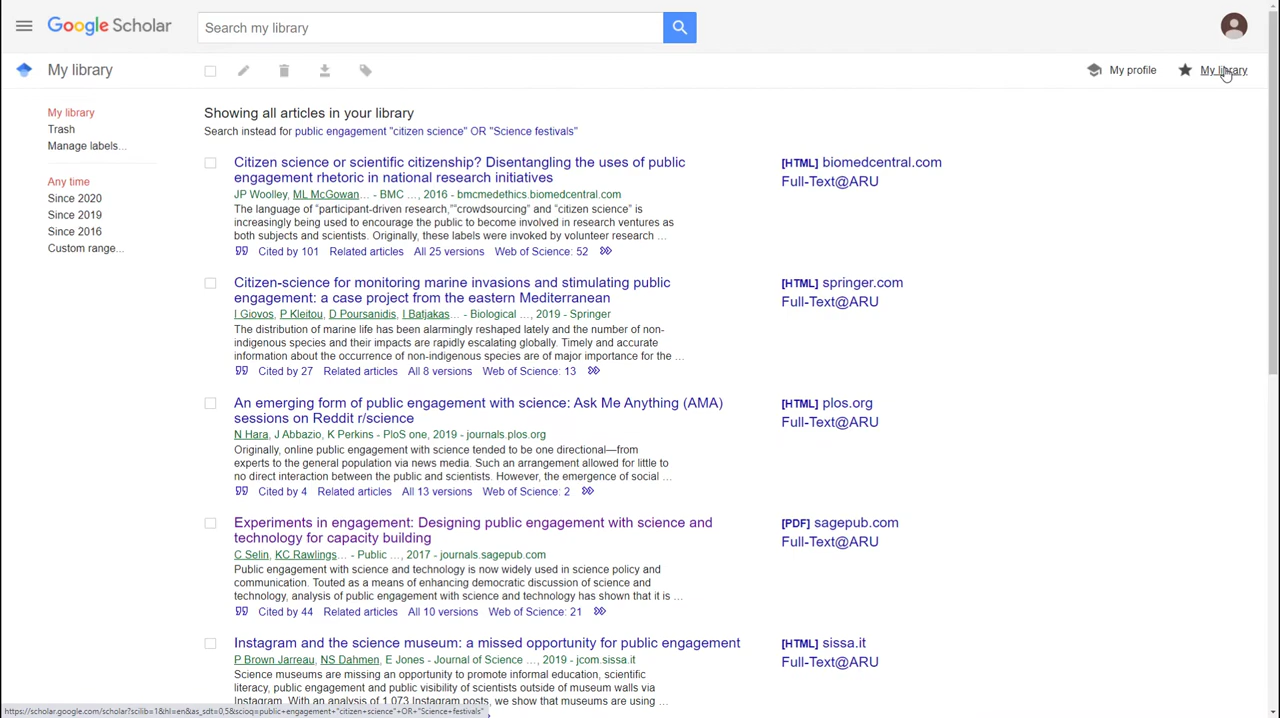 Google Scholar
Search my library
My library
My profile
My library
My library
Trash
Manage labels...
Any time
Since 2020
Since 2019
Since 2016
Custom range...
Showing all articles in your library
Search instead for public engagement "citizen science" OR "Science festivals"
Citizen science or scientific citizenship? Disentangling the uses of public
engagement rhetoric in national research initiatives
JP Woolley, ML McGowan… - BMC …, 2016 - bmcmedethics.biomedcentral.com
The language of "participant-driven research,""crowdsourcing" and "citizen science" is
increasingly being used to encourage the public to become involved in research ventures as
both subjects and scientists. Originally, these labels were invoked by volunteer research …
Cited by 101 Related articles All 25 versions Web of Science: 52
[HTML] biomedcentral.com
Full-Text@ARU
Citizen-science for monitoring marine invasions and stimulating public
engagement: a case project from the eastern Mediterranean
I Giovos, P Kleitou, D Poursanidis, I Batjakas… - Biological …, 2019 - Springer
The distribution of marine life has been alarmingly reshaped lately and the number of non-
indigenous species and their impacts are rapidly escalating globally. Timely and accurate
information about the occurrence of non-indigenous species are of major importance for the …
Cited by 27 Related articles All 8 versions Web of Science: 13
[HTML] springer.com
Full-Text@ARU
An emerging form of public engagement with science: Ask Me Anything (AMA)
sessions on Reddit r/science
N Hara, J Abbazio, K Perkins - PloS one, 2019 - journals.plos.org
Originally, online public engagement with science tended to be one directional—from
experts to the general population via news media. Such an arrangement allowed for little to
no direct interaction between the public and scientists. However, the emergence of social …
Cited by 4 Related articles All 13 versions Web of Science: 2
[HTML] plos.org
Full-Text@ARU
Experiments in engagement: Designing public engagement with science and
technology for capacity building
C Selin, KC Rawlings… - Public …, 2017 - journals.sagepub.com
Public engagement with science and technology is now widely used in science policy and
communication. Touted as a means of enhancing democratic discussion of science and
technology, analysis of public engagement with science and technology has shown that it is …
Cited by 44 Related articles All 10 versions Web of Science: 21
[PDF] sagepub.com
Full-Text@ARU
Instagram and the science museum: a missed opportunity for public engagement
P Brown Jarreau, NS Dahmen, E Jones - Journal of Science …, 2019 - jcom.sissa.it
Science museums are missing an opportunity to promote informal education, scientific
literacy, public engagement and public visibility of scientists outside of museum walls via
Instagram. With an analysis of 1,073 Instagram posts, we show that museums are using …
[HTML] sissa.it
Full-Text@ARU
https://scholar.google.com/scholar?scilib=1&hl=en&as_sdt=0,5&scioq=public+engagement+"citizen+science"+OR+"Science+festivals"